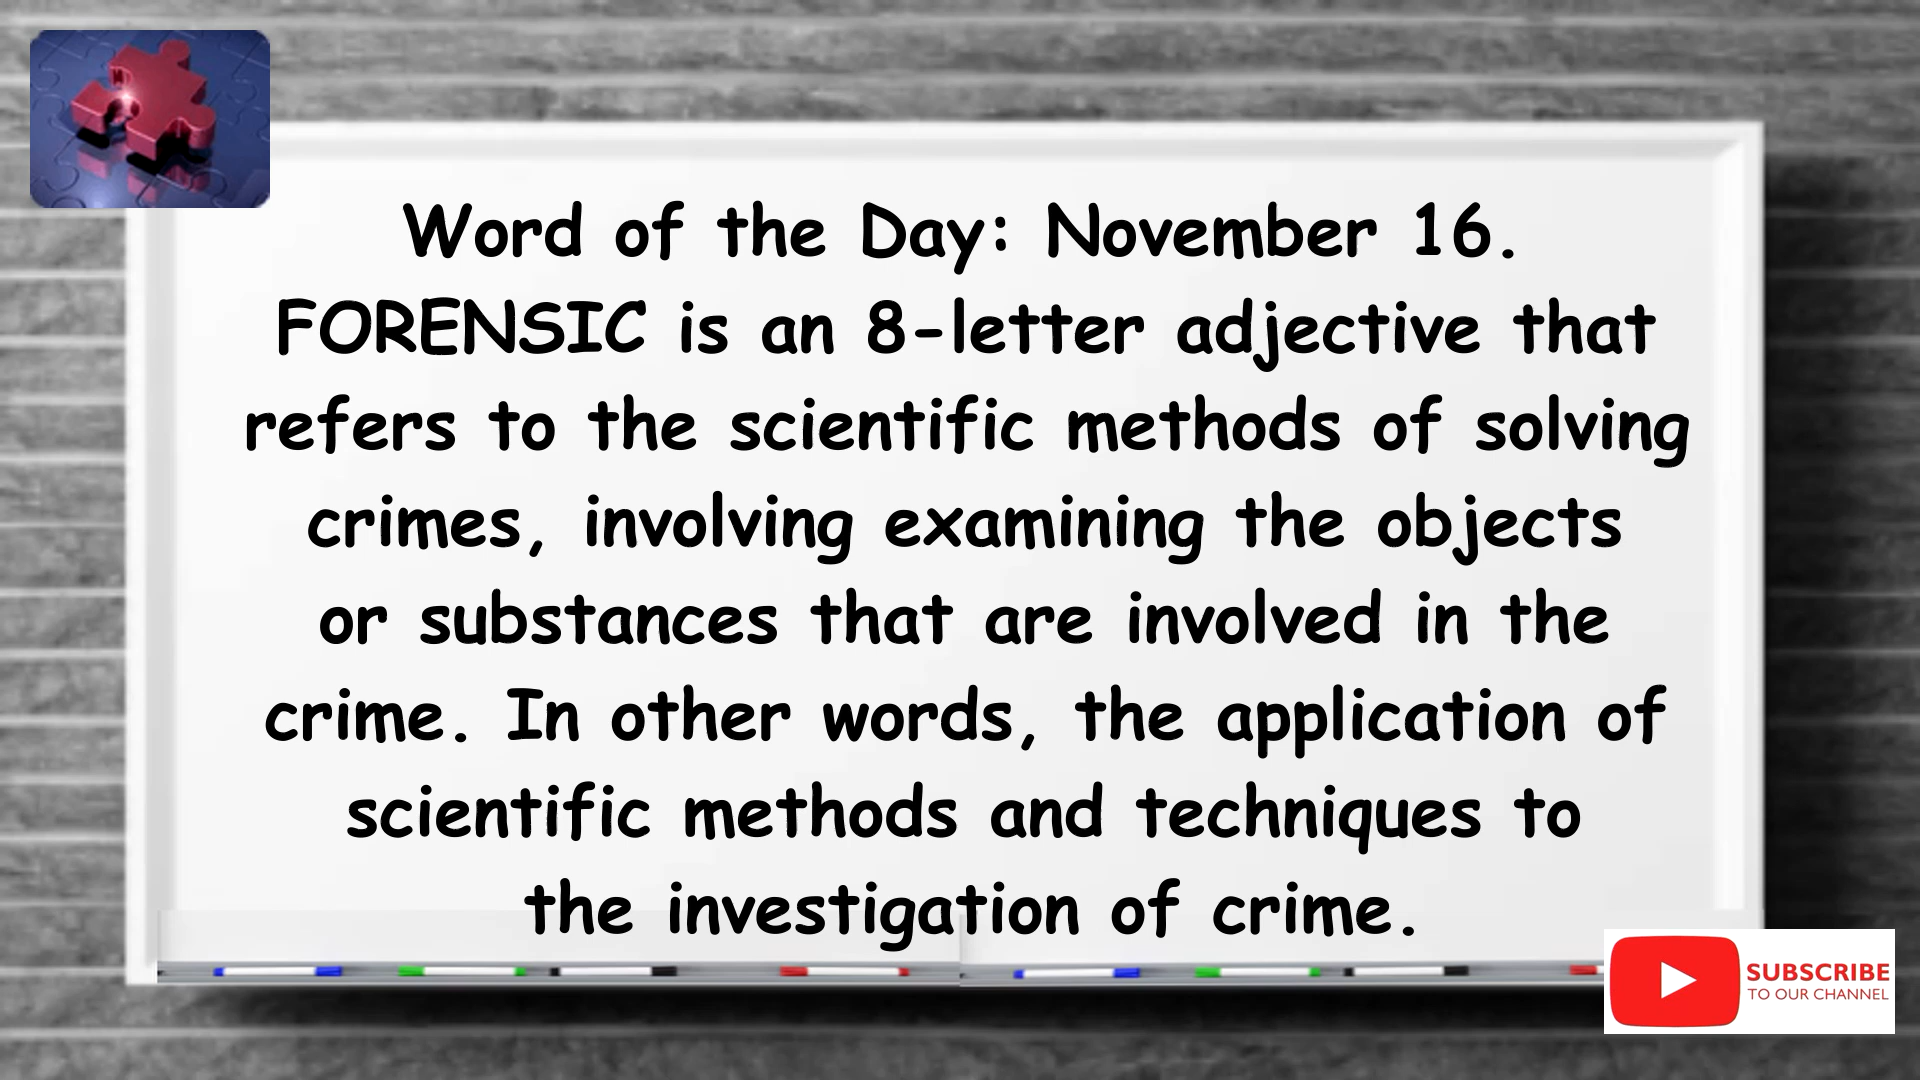 Word of the Day: November 16.
FORENSIC is an 8-letter adjective that
refers to the scientific methods of solving
crimes, involving examining the objects
or substances that are involved in the
crime. In other words, the application of
scientific methods and techniques to
the investigation of crime.
SUBSCRIBE
TO OUR CHANNEL